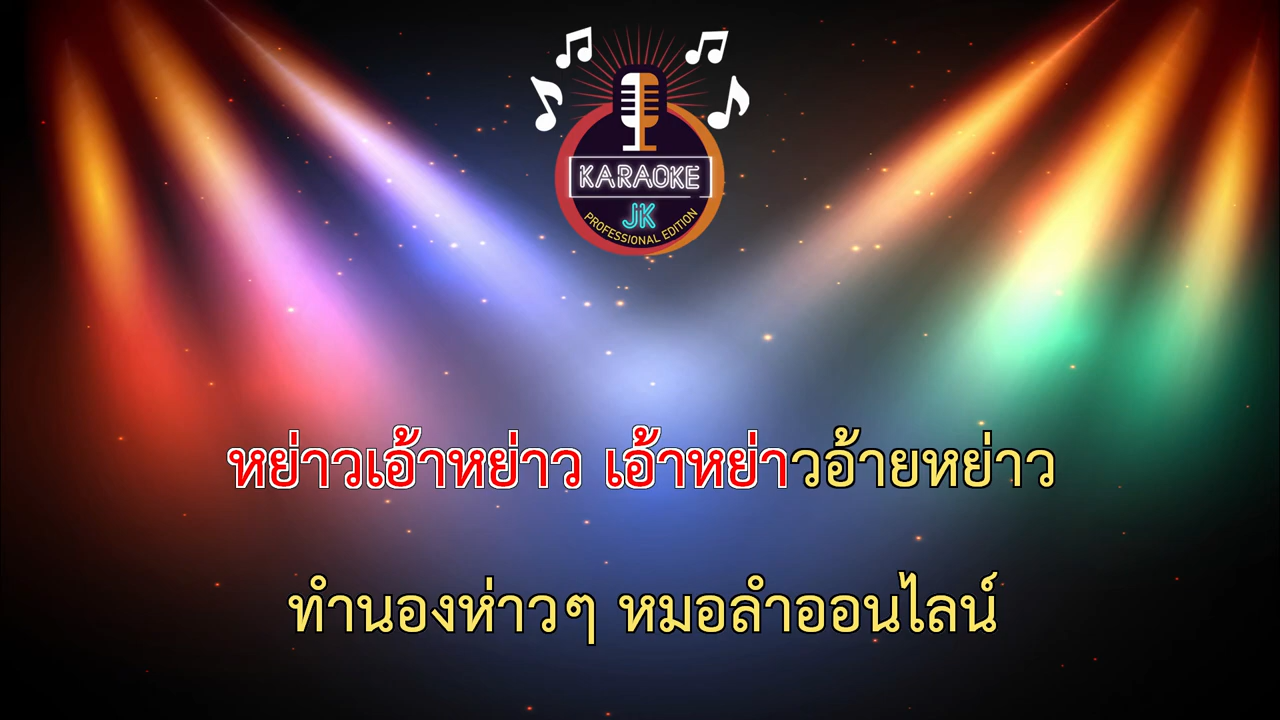 KARAOKE
JK
PROFESSIONAL EDITION
หย่าวเอ้าหย่าว เอ้าหย่าวอ้ายหย่าว
ทำนองห่าวๆ หมอลำออนไลน์